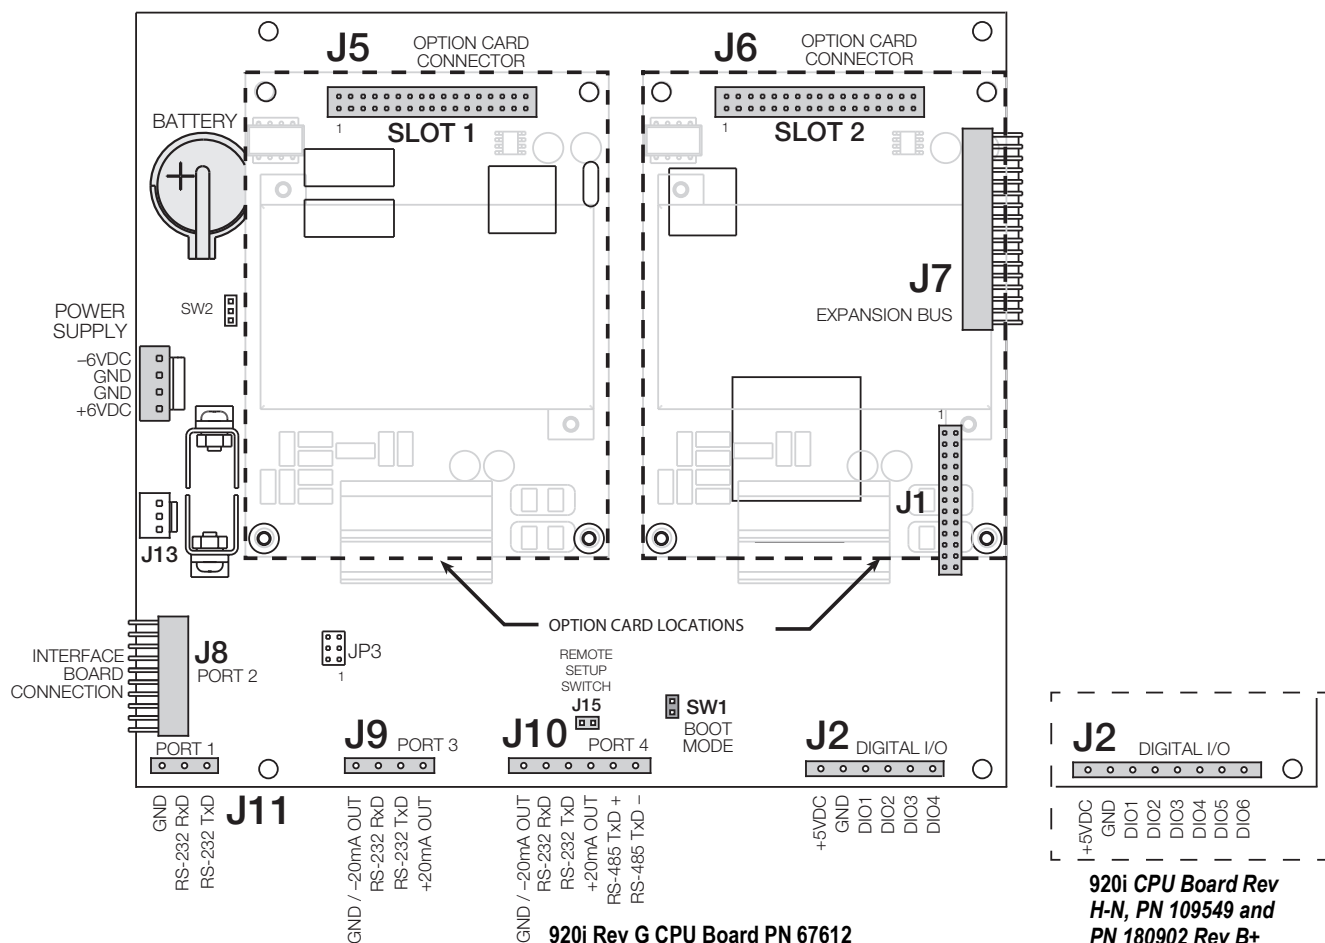 J5
OPTION CARD
CONNECTOR
J6
OPTION CARD
CONNECTOR
1
SLOT 1
1
SLOT 2
BATTERY
+
J7
EXPANSION BUS
SW2
POWER
SUPPLY
–6VDC
GND
GND
+6VDC
1
J1
J13
OPTION CARD LOCATIONS
INTERFACE
BOARD
CONNECTION
J8
PORT 2
JP3
1
REMOTE
SETUP
SWITCH
J15
SW1
BOOT
MODE
PORT 1
J9 PORT 3
J10 PORT 4
J2 DIGITAL I/O
J2 DIGITAL I/O
J11
GND
RS-232 RxD
RS-232 TxD
GND / –20mA OUT
RS-232 RxD
RS-232 TxD
+20mA OUT
GND / –20mA OUT
RS-232 RxD
RS-232 TxD
+20mA OUT
RS-485 TxD +
RS-485 TxD –
+5VDC
GND
DIO1
DIO2
DIO3
DIO4
+5VDC
GND
DIO1
DIO2
DIO3
DIO4
DIO5
DIO6
920i Rev G CPU Board PN 67612
920i CPU Board Rev
H-N, PN 109549 and
PN 180902 Rev B+